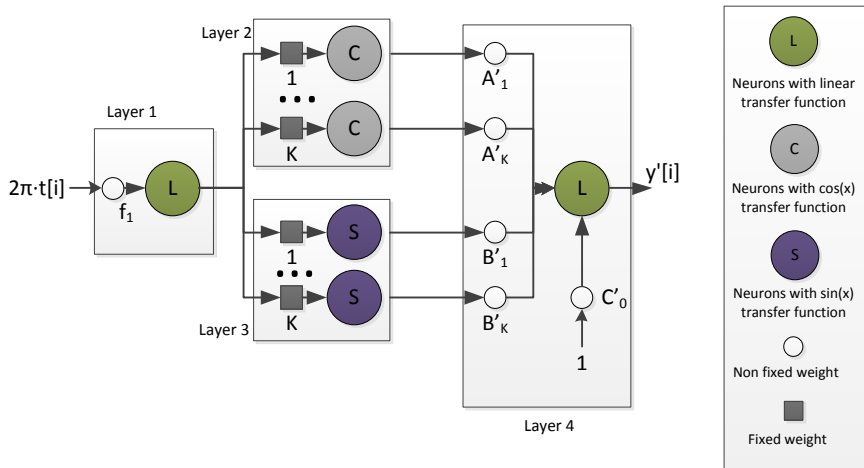 Layer 1
2π·t[i]
f₁
L
Layer 2
C
1
...
C
K
S
1
...
S
K
Layer 3
A'₁
A'K
B'₁
B'K
L
y'[i]
C'₀
1
Layer 4
L
Neurons with linear
transfer function
C
Neurons with cos(x)
transfer function
S
Neurons with sin(x)
transfer function
Non fixed weight
Fixed weight